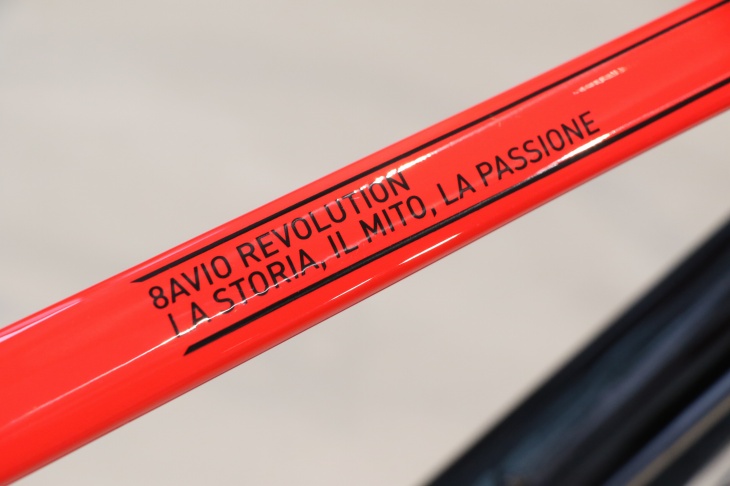 8AVIO REVOLUTION
LA STORIA, IL MITO, LA PASSIONE